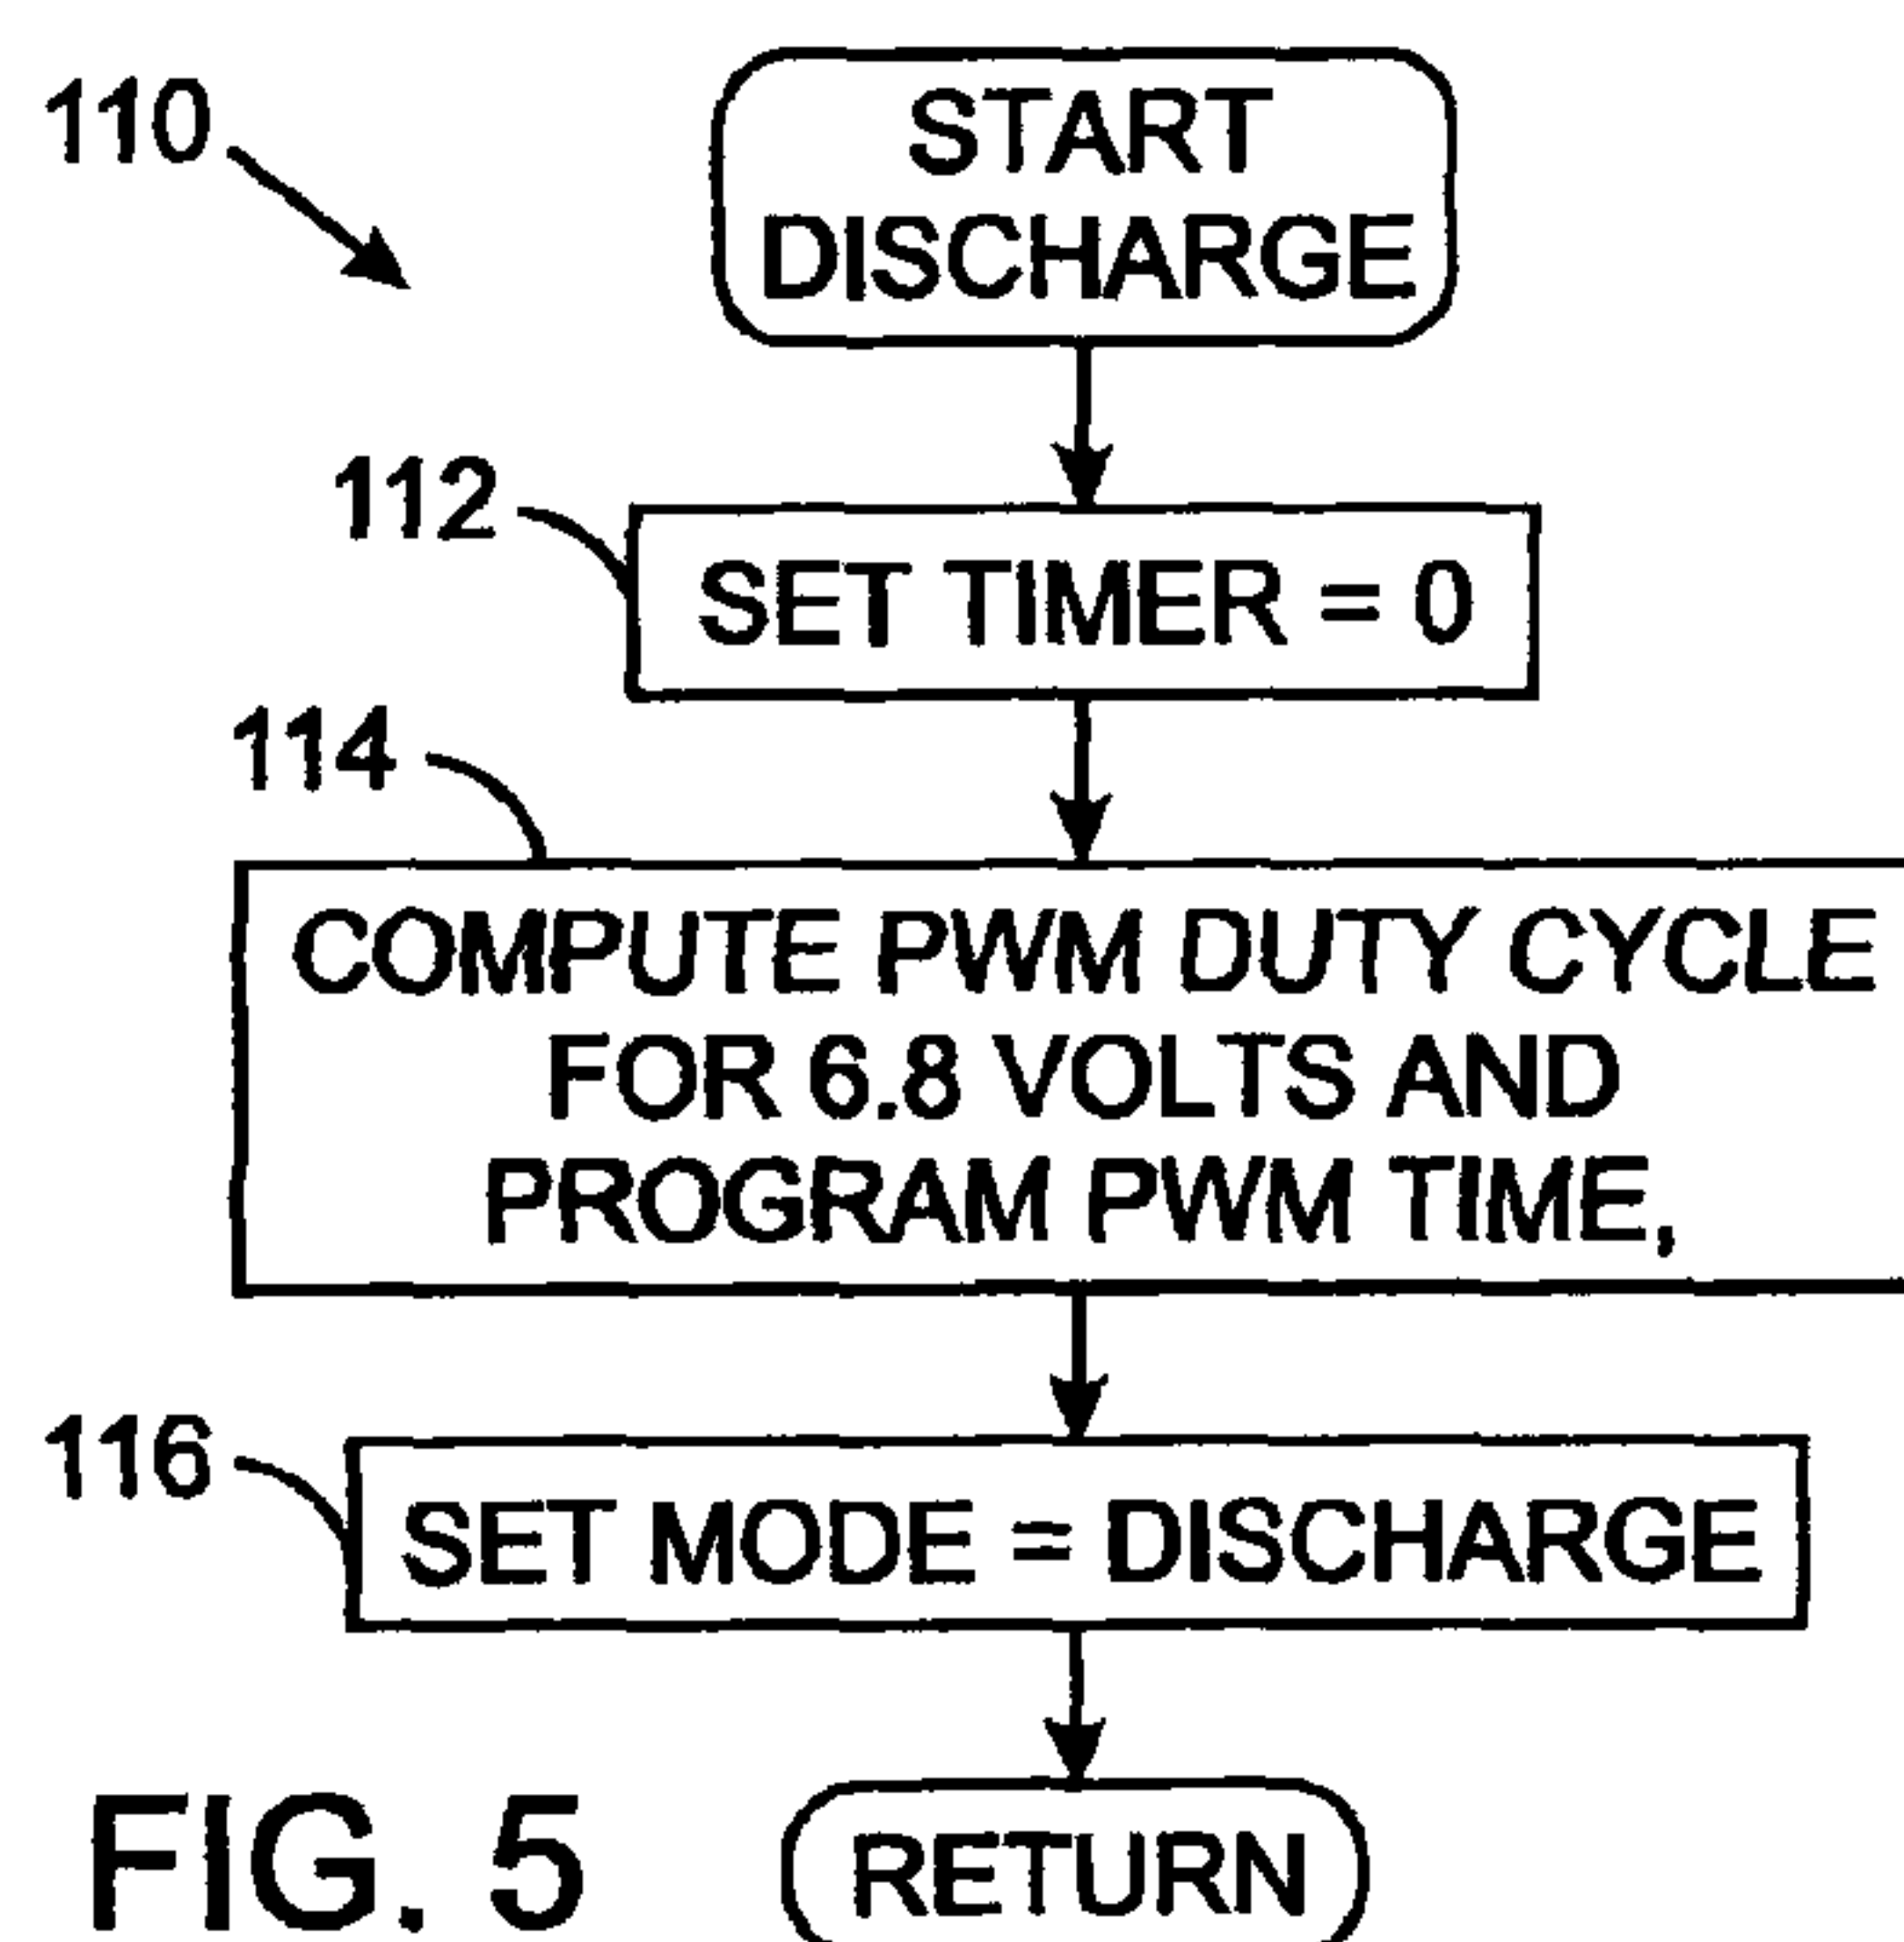 110
START
DISCHARGE
112
SET TIMER = 0
114
COMPUTE PWM DUTY CYCLE
FOR 6.8 VOLTS AND
PROGRAM PWM TIME,
116
SET MODE = DISCHARGE
FIG. 5
RETURN